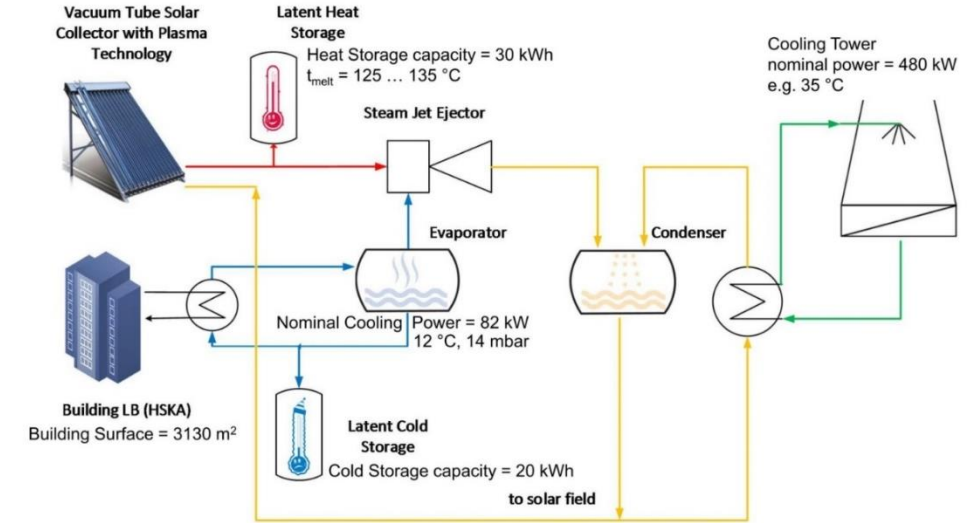 Vacuum Tube Solar
Collector with Plasma
Technology
Latent Heat
Storage
Heat Storage capacity = 30 kWh
tmelt = 125 … 135 °C
Steam Jet Ejector
Cooling Tower
nominal power = 480 kW
e.g. 35 °C
Evaporator
Condenser
Nominal Cooling Power = 82 kW
12 °C, 14 mbar
Building LB (HSKA)
Building Surface = 3130 m²
Latent Cold
Storage
Cold Storage capacity = 20 kWh
to solar field